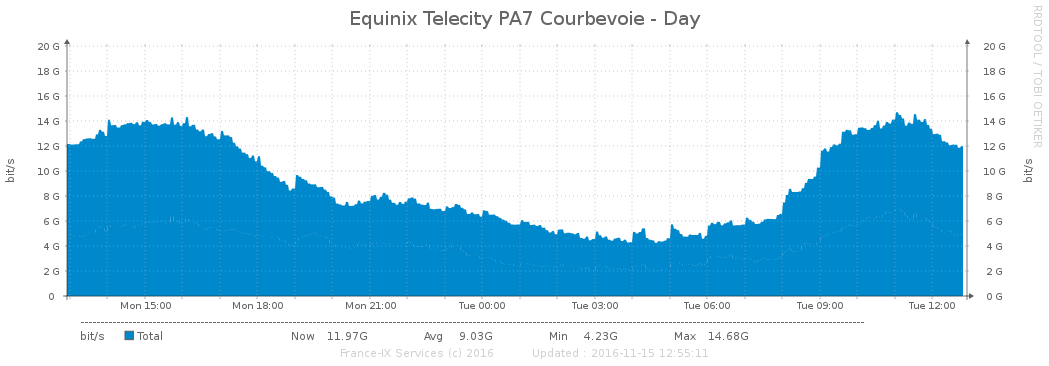 Equinix Telecity PA7 Courbevoie - Day
RRDTOOL / TOBI OETIKER
bit/s
20 G
18 G
16 G
14 G
12 G
10 G
8 G
6 G
4 G
2 G
0
20 G
18 G
16 G
14 G
12 G
10 G
8 G
6 G
4 G
2 G
0 G
bit/s
Mon 15:00 Mon 18:00 Mon 21:00 Tue 00:00 Tue 03:00 Tue 06:00 Tue 09:00 Tue 12:00
bit/s Total Now 11.97G Avg 9.03G Min 4.23G Max 14.68G
France-IX Services (c) 2016 Updated : 2016-11-15 12:55:11